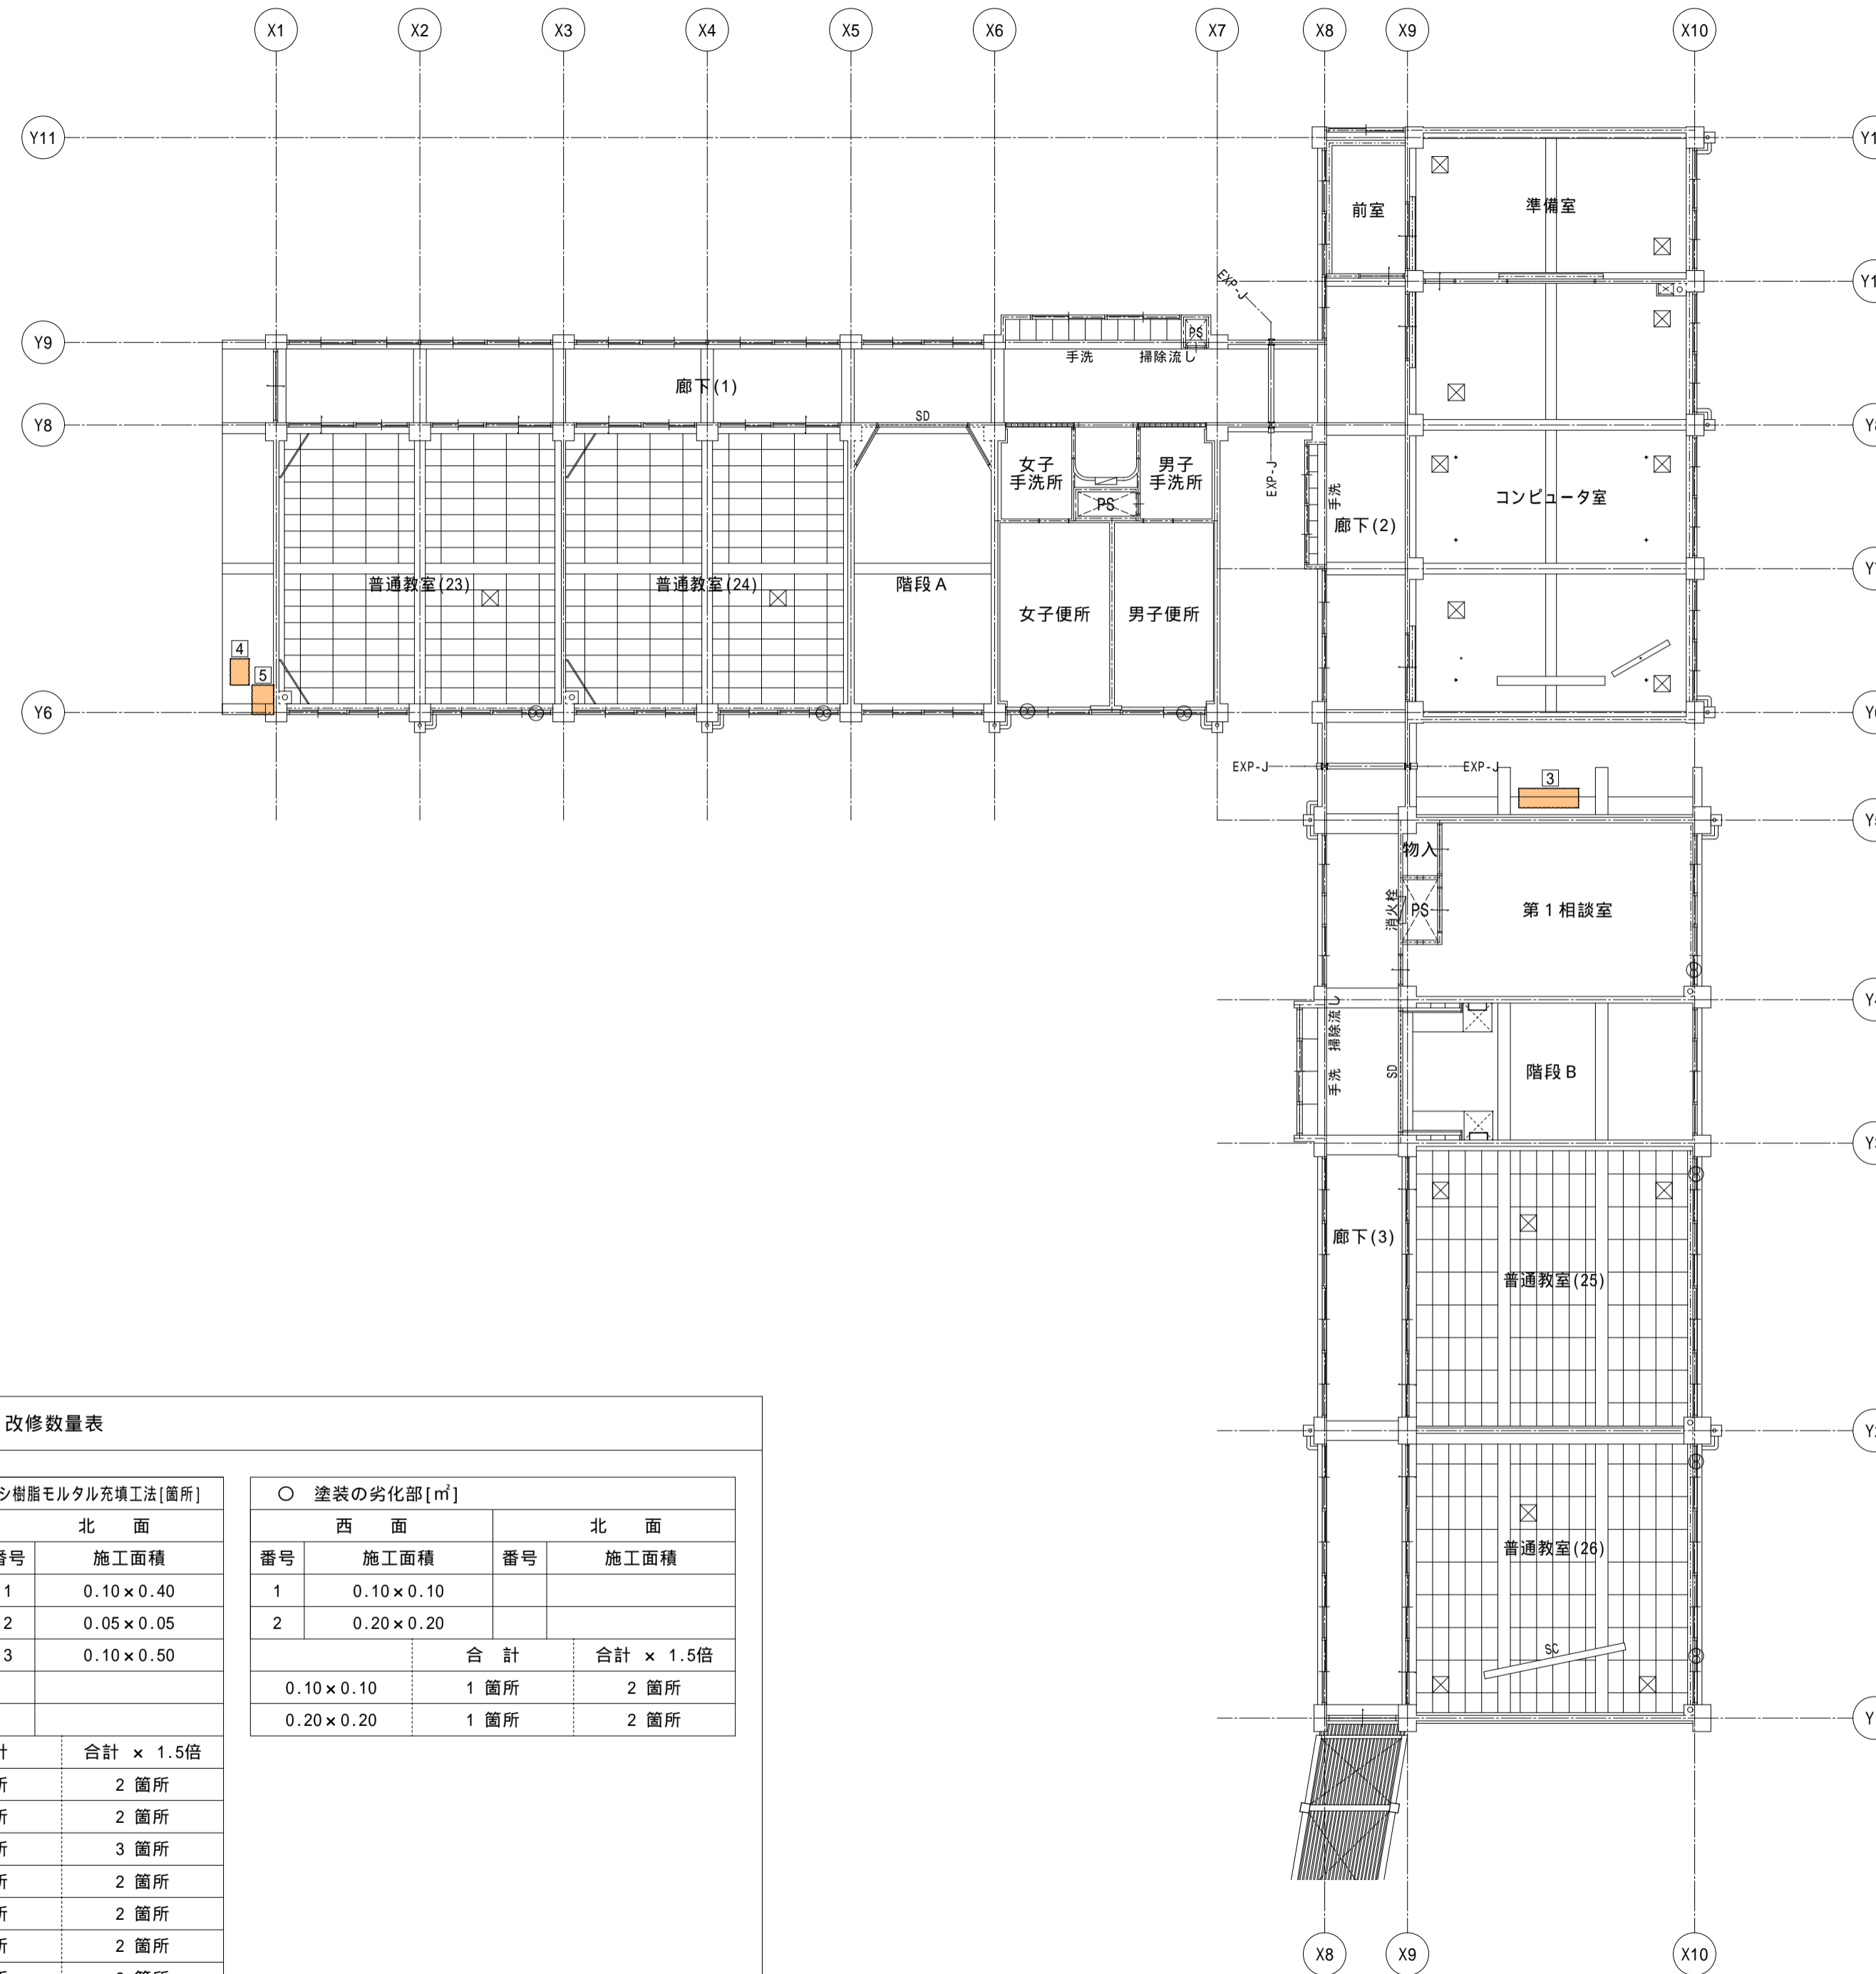 X1 X2 X3 X4 X5 X6 X7 X8 X9 X10
Y11
前室
準備室
EXP-J
Y9
PS
手洗
掃除流し
廊下(1)
Y8
SD
女子
手洗所
男子
手洗所
PS
EXP-J
手洗
廊下(2)
コンピュータ室
普通教室(23)
普通教室(24)
階段A
女子便所
男子便所
4
5
Y6
EXP-J
EXP-J
3
物入
消火栓
PS
第1相談室
手洗 掃除流し
SD
階段B
廊下(3)
普通教室(25)
普通教室(26)
SC
X8 X9 X10
改修数量表
シ樹脂モルタル充填工法[箇所]
北 面
番号 施工面積
1 0.10×0.40
2 0.05×0.05
3 0.10×0.50
計 合計 × 1.5倍
所 2 箇所
所 2 箇所
所 3 箇所
所 2 箇所
所 2 箇所
所 2 箇所
○ 塗装の劣化部[㎡]
西 面 北 面
番号 施工面積 番号 施工面積
1 0.10×0.10
2 0.20×0.20
合 計 合計 × 1.5倍
0.10×0.10 1 箇所 2 箇所
0.20×0.20 1 箇所 2 箇所